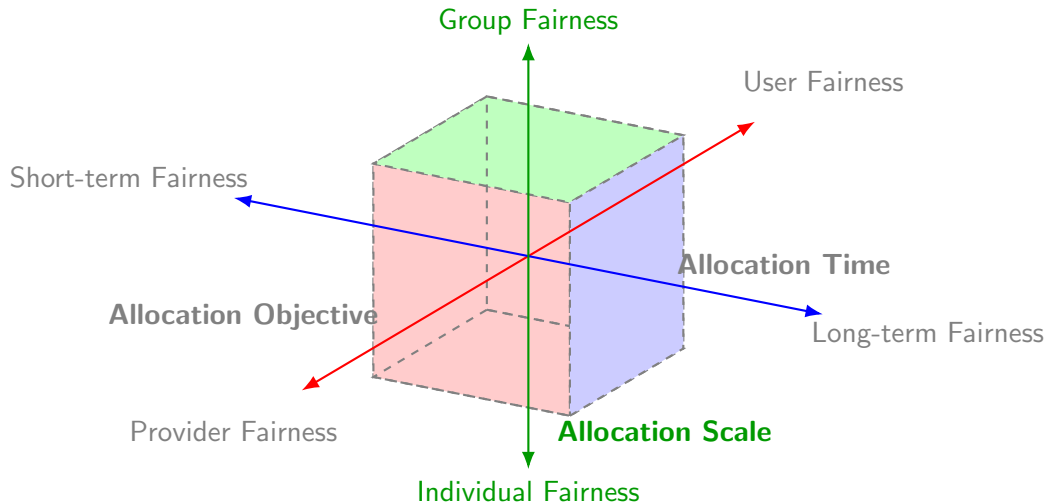 Group Fairness
User Fairness
Short-term Fairness
Allocation Time
Allocation Objective
Long-term Fairness
Provider Fairness
Allocation Scale
Individual Fairness